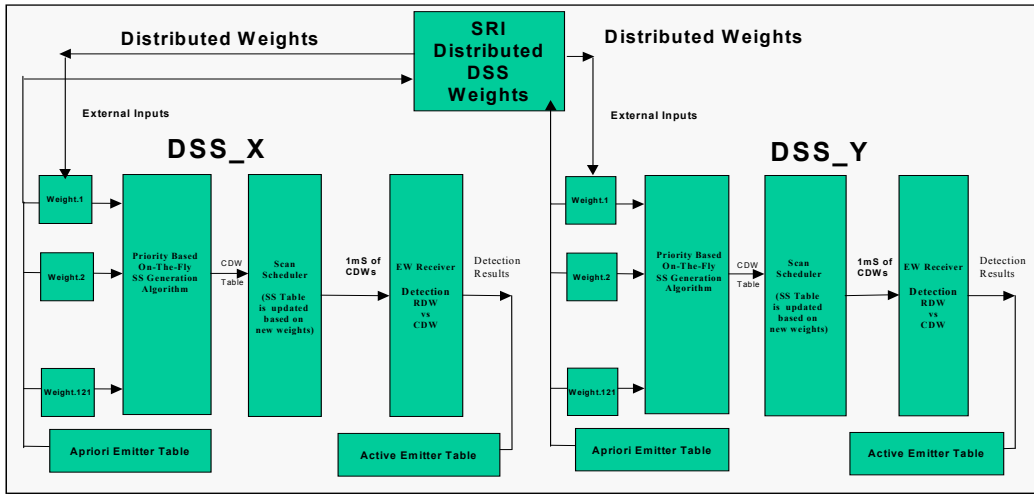 SRI
Distributed
DSS
Weights
Distributed Weights
Distributed Weights
External Inputs
External Inputs
DSS_X
Weight.1
Weight.2
Weight.121
Priority Based
On-The-Fly
SS Generation
Algorithm
CDW
Table
Scan
Scheduler
(SS Table
is updated
based on
new weights)
1mS of
CDWs
EW Receiver
Detection
RDW
vs
CDW
Detection
Results
Apriori Emitter Table
Active Emitter Table
DSS_Y
Weight.1
Weight.2
Weight.121
Priority Based
On-The-Fly
SS Generation
Algorithm
CDW
Table
Scan
Scheduler
(SS Table
is updated
based on
new weights)
1mS of
CDWs
EW Receiver
Detection
RDW
vs
CDW
Detection
Results
Apriori Emitter Table
Active Emitter Table